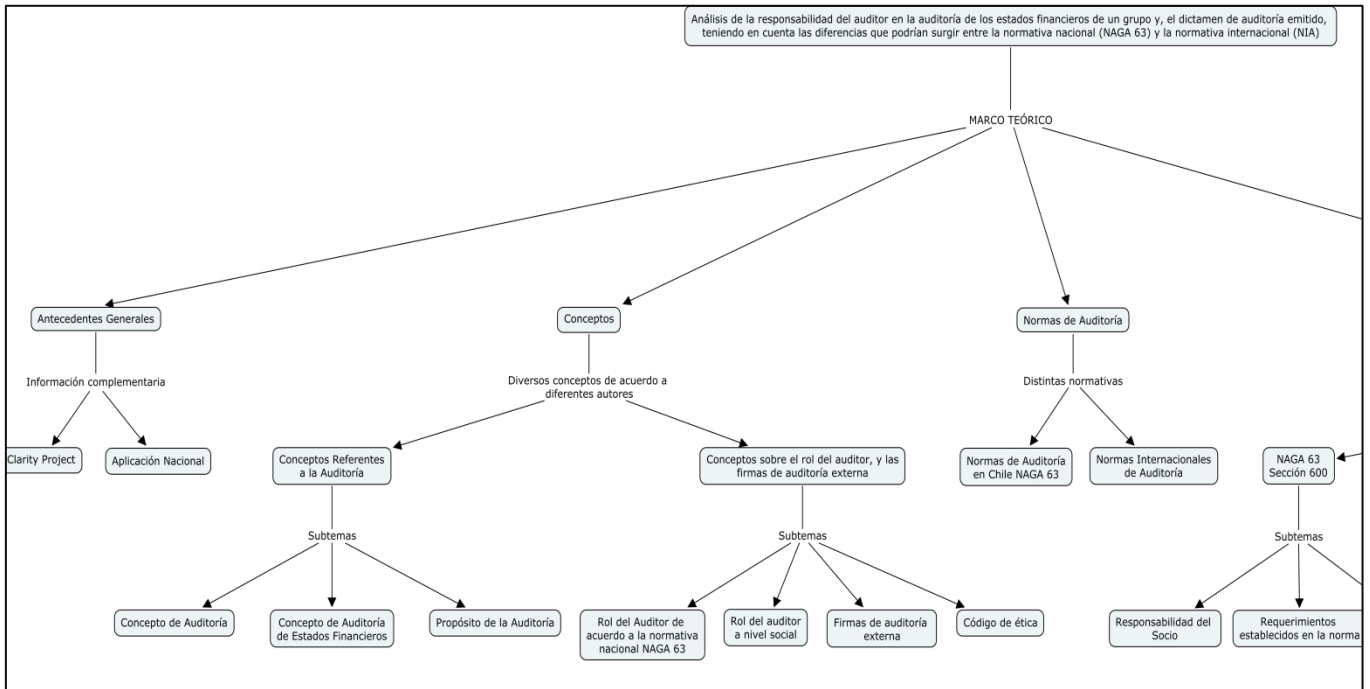 Análisis de la responsabilidad del auditor en la auditoría de los estados financieros de un grupo y, el dictamen de auditoría emitido,
teniendo en cuenta las diferencias que podrían surgir entre la normativa nacional (NAGA 63) y la normativa internacional (NIA)
MARCO TEÓRICO
Antecedentes Generales
Conceptos
Normas de Auditoría
Información complementaria
Diversos conceptos de acuerdo a
diferentes autores
Distintas normativas
Clarity Project
Aplicación Nacional
Conceptos Referentes
a la Auditoría
Conceptos sobre el rol del auditor, y las
firmas de auditoría externa
Normas de Auditoría
en Chile NAGA 63
Normas Internacionales
de Auditoría
NAGA 63
Sección 600
Subtemas
Subtemas
Subtemas
Concepto de Auditoría
Concepto de Auditoría
de Estados Financieros
Propósito de la Auditoría
Rol del Auditor de
acuerdo a la normativa
nacional NAGA 63
Rol del auditor
a nivel social
Firmas de auditoría
externa
Código de ética
Responsabilidad del
Socio
Requerimientos
establecidos en la norma